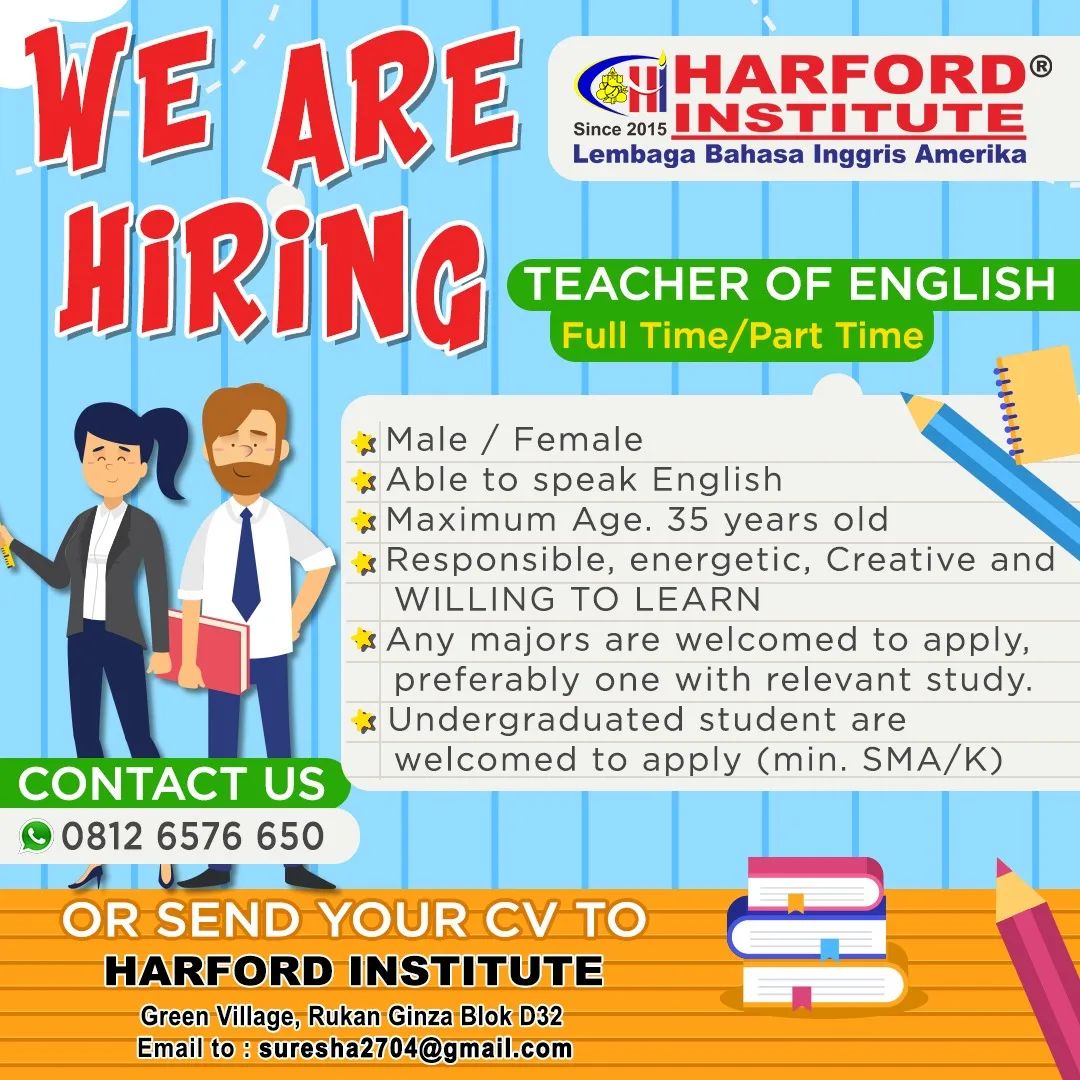 WE ARE
HiRiNG
HARFORD®
INSTITUTE
Since 2015
Lembaga Bahasa Inggris Amerika
TEACHER OF ENGLISH
Full Time/Part Time
Male / Female
Able to speak English
Maximum Age. 35 years old
Responsible, energetic, Creative and
WILLING TO LEARN
Any majors are welcomed to apply,
preferably one with relevant study.
Undergraduated student are
welcomed to apply (min. SMA/K)
CONTACT US
0812 6576 650
OR SEND YOUR CV TO
HARFORD INSTITUTE
Green Village, Rukan Ginza Blok D32
Email to : suresha2704@gmail.com